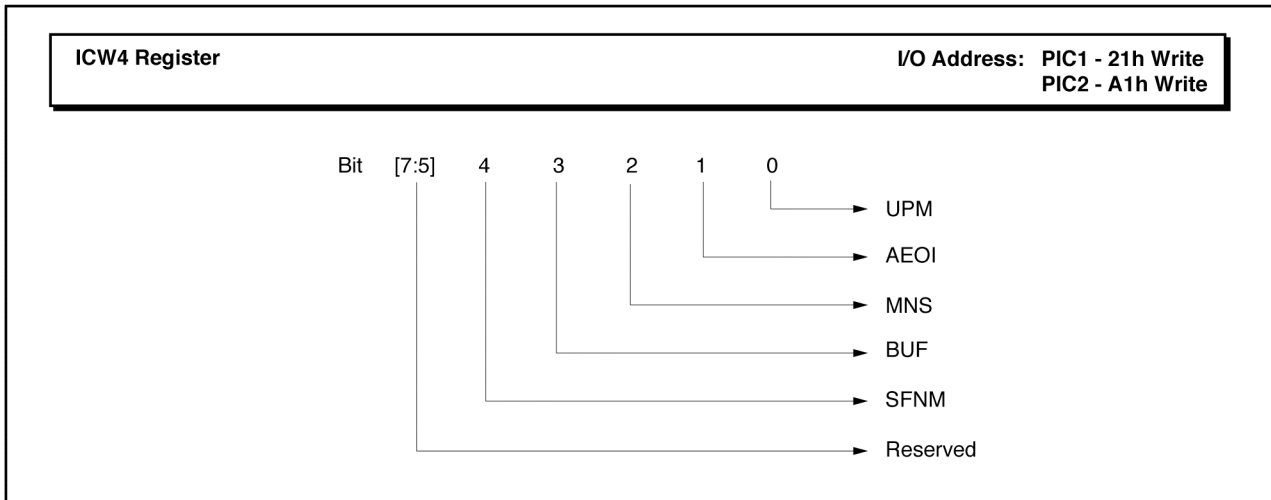 ICW4 Register
I/O Address: PIC1 - 21h Write
PIC2 - A1h Write
Bit [7:5] 4 3 2 1 0
UPM
AEOI
MNS
BUF
SFNM
Reserved